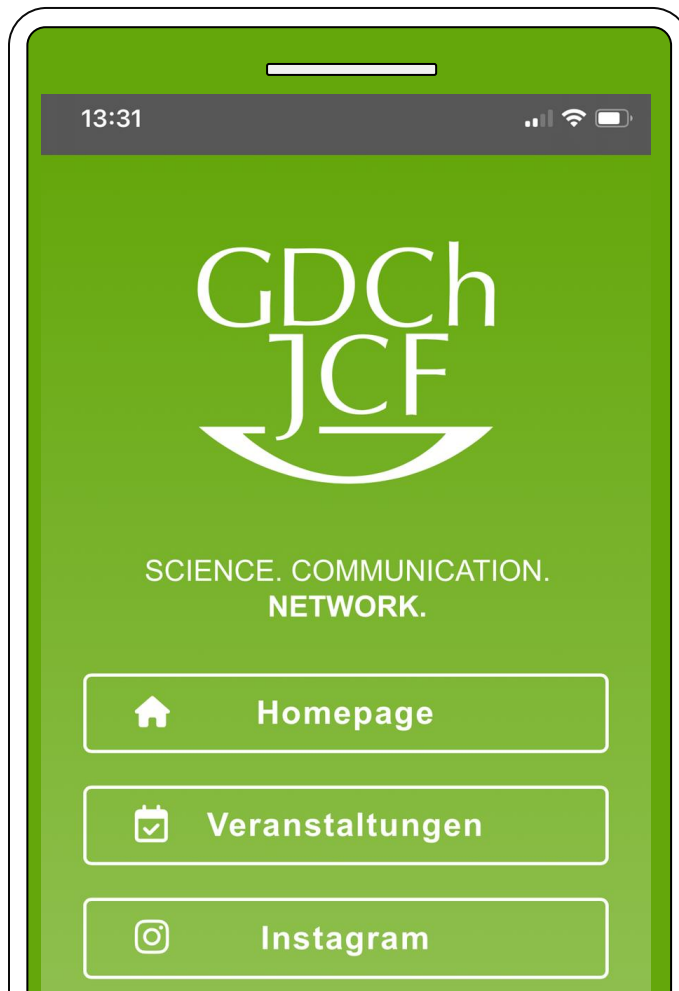 13:31
GDCh
JCF
SCIENCE. COMMUNICATION.
NETWORK.
Homepage
Veranstaltungen
Instagram